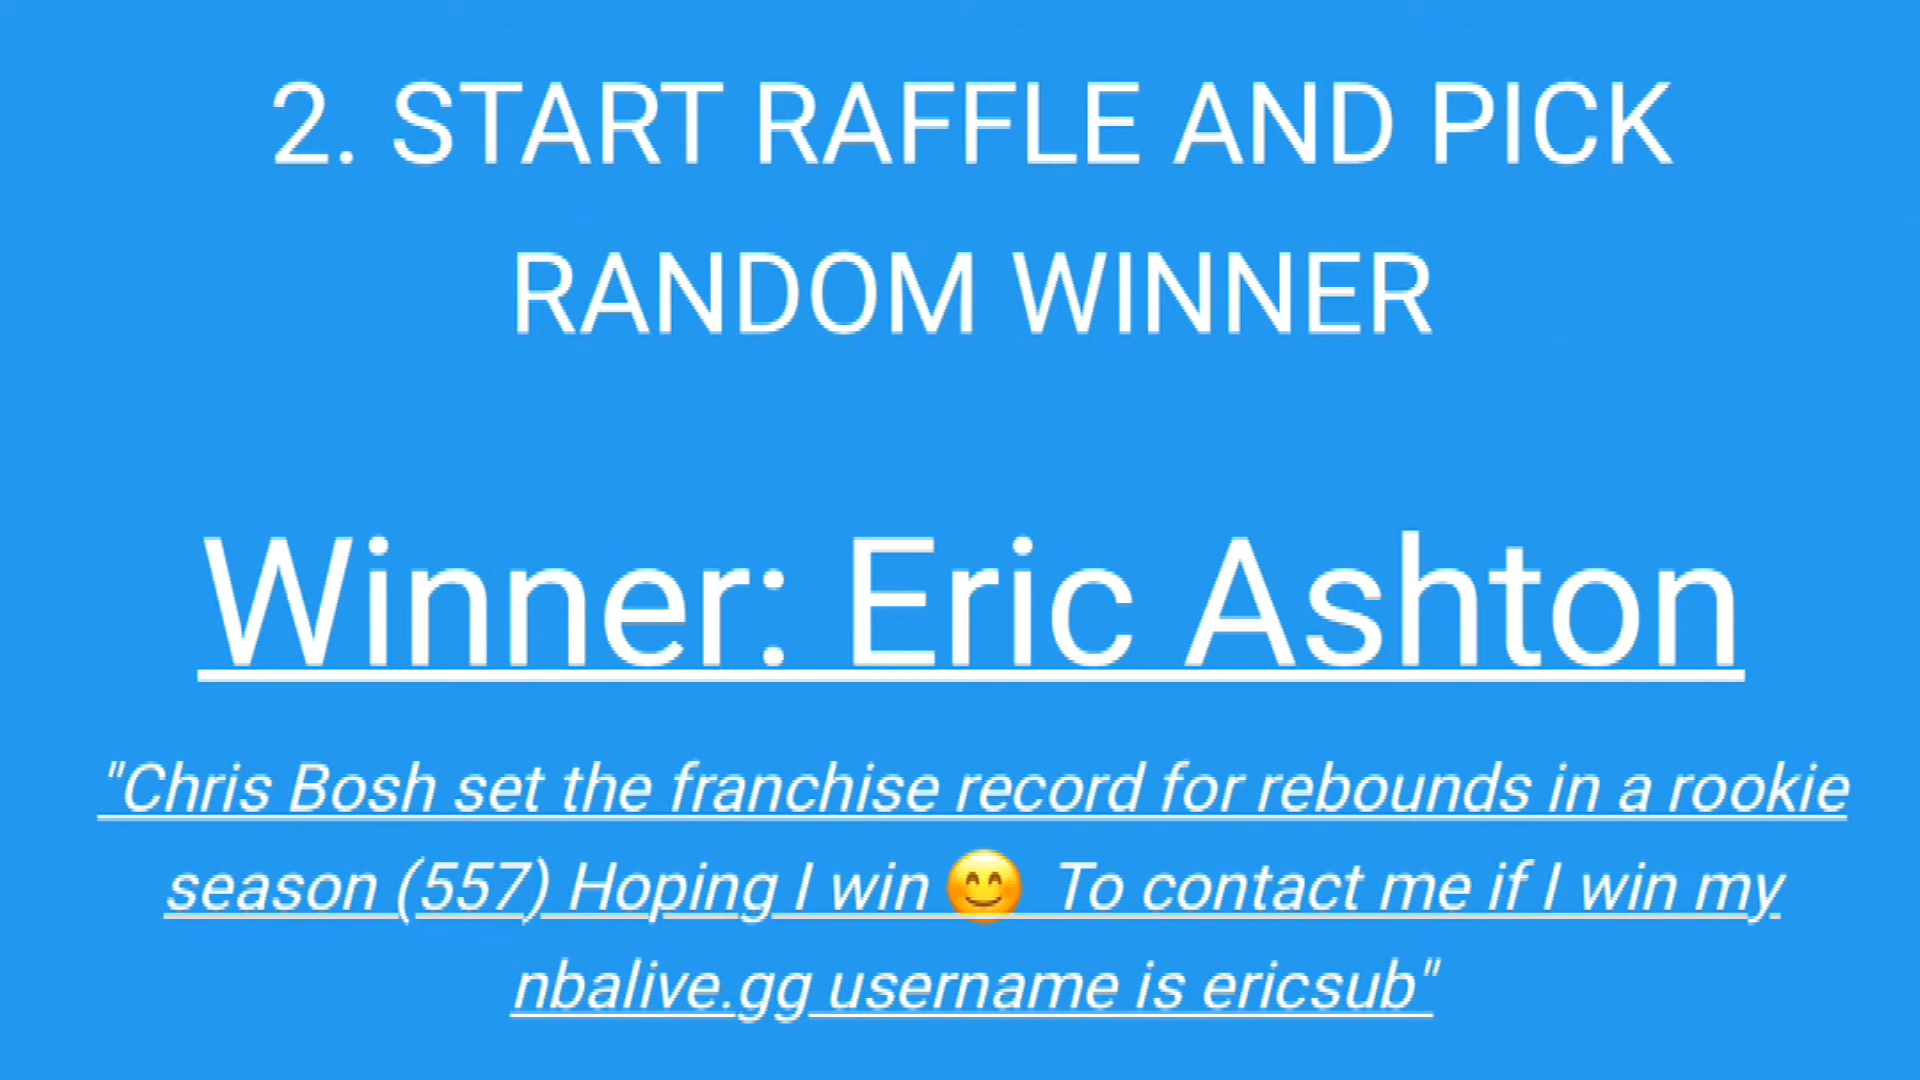 2. START RAFFLE AND PICK
RANDOM WINNER
Winner: Eric Ashton
"Chris Bosh set the franchise record for rebounds in a rookie
season (557) Hoping I win 😊 To contact me if I win my
nbalive.gg username is ericsub"